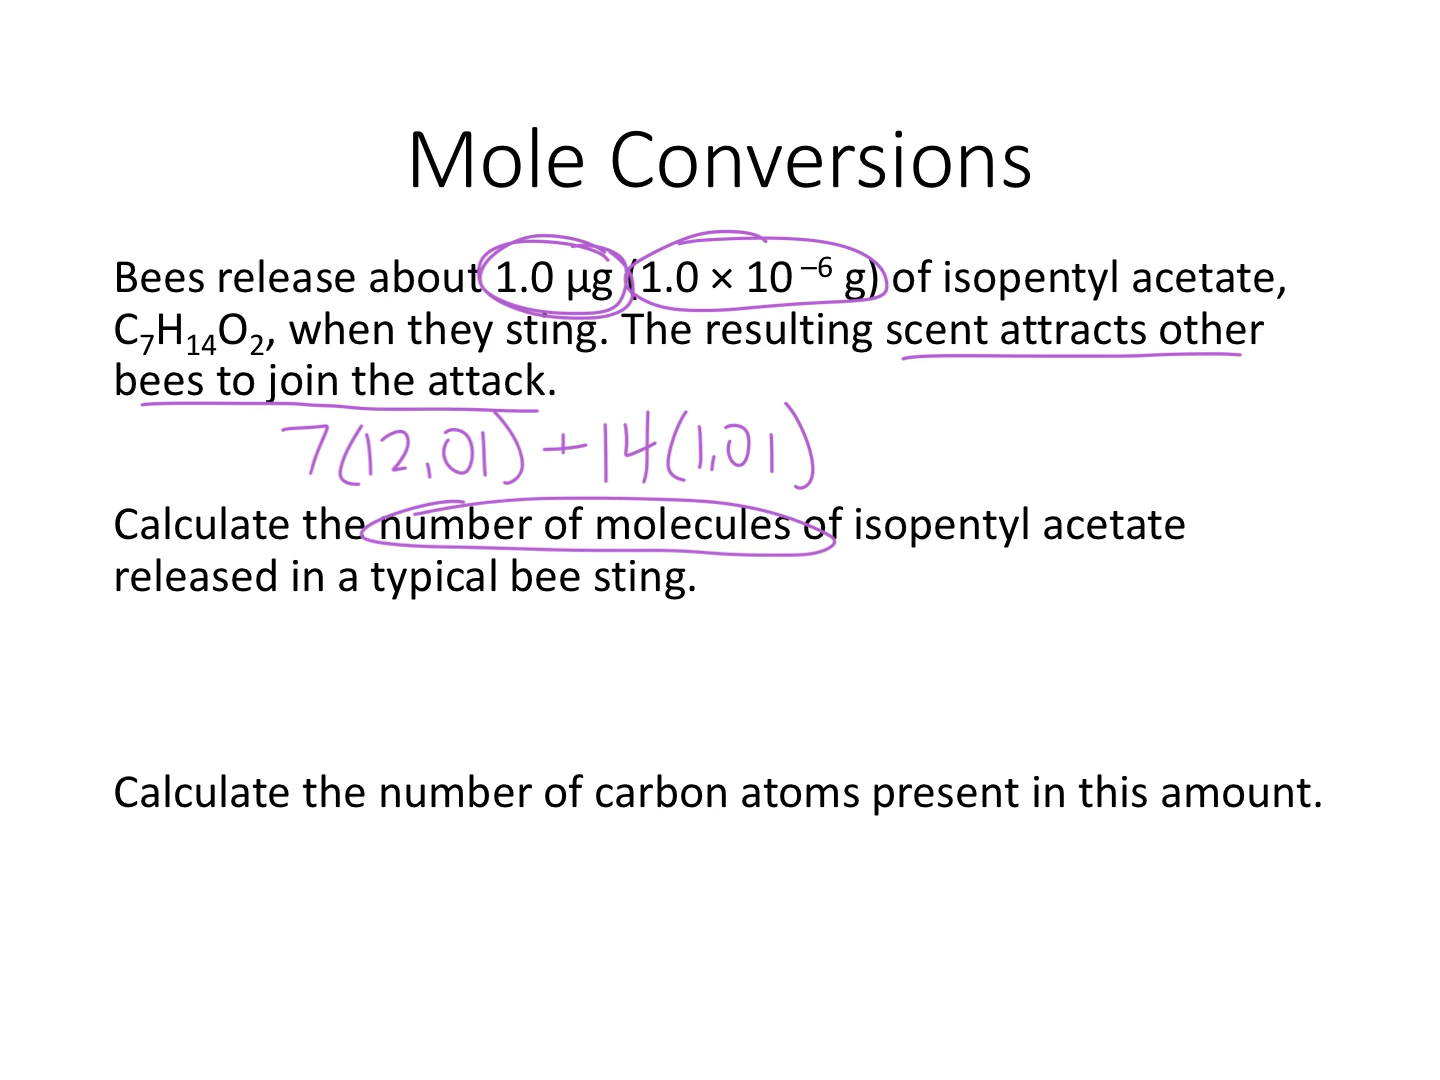 Mole Conversions
Bees release about 1.0 µg (1.0 × 10⁻⁶ g) of isopentyl acetate,
C₇H₁₄O₂, when they sting. The resulting scent attracts other
bees to join the attack.
7(12.01)+14(1.01)
Calculate the number of molecules of isopentyl acetate
released in a typical bee sting.
Calculate the number of carbon atoms present in this amount.